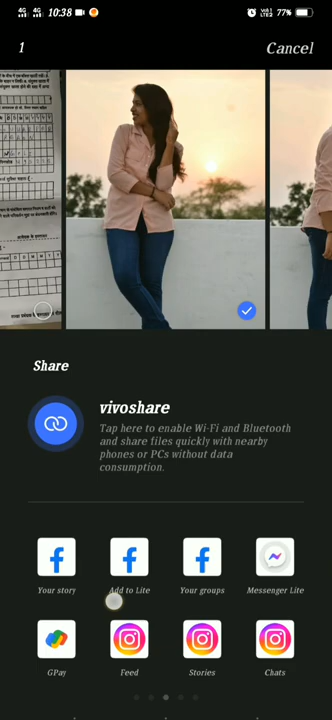 10:38
77%
1
Cancel
Share
vivoshare
Tap here to enable Wi-Fi and Bluetooth
and share files quickly with nearby
phones or PCs without data
consumption.
Your story
Add to Lite
Your groups
Messenger Lite
GPay
Feed
Stories
Chats